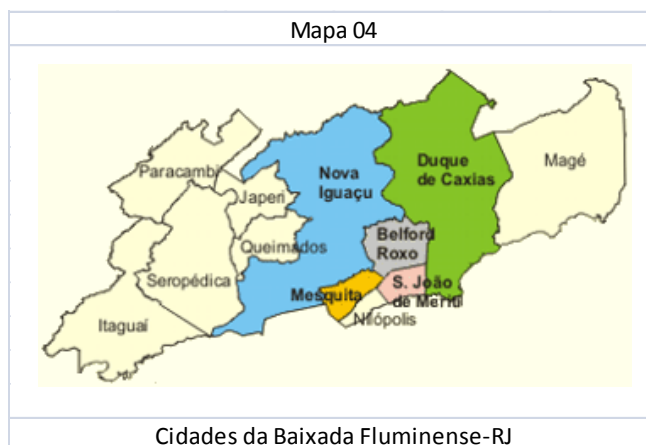 Mapa 04
Paracambi
Japeri
Queimados
Seropédica
Itaguaí
Nova
Iguaçu
Duque
de Caxias
Magé
Belford
Roxo
Mesquita
S. João
de Meriti
Nilópolis
Cidades da Baixada Fluminense-RJ